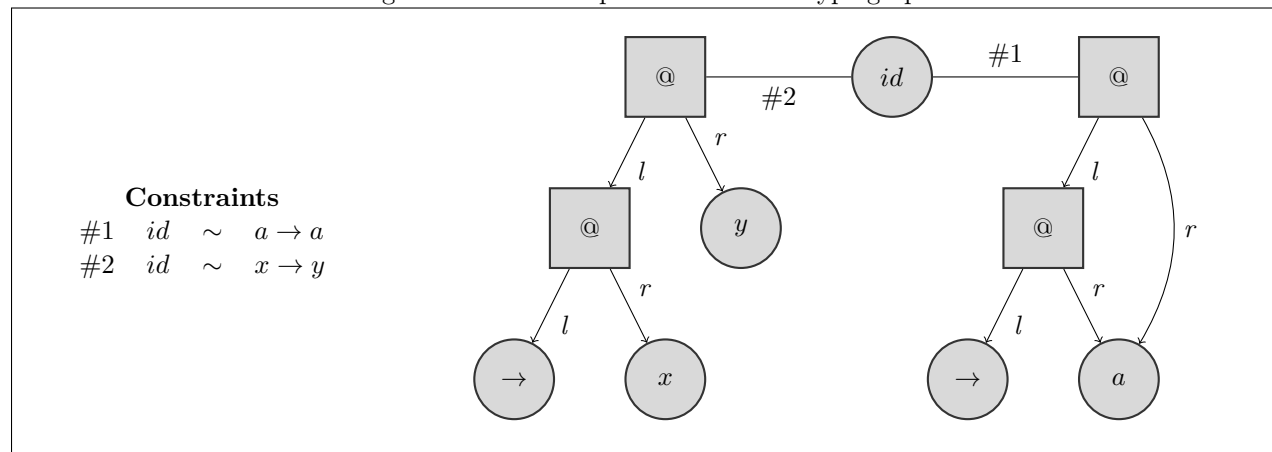 Constraints
#1 id ∼ a → a
#2 id ∼ x → y
@ id @
#1
#2
r
l l
@ y @ r
r r
l l
→ x → a